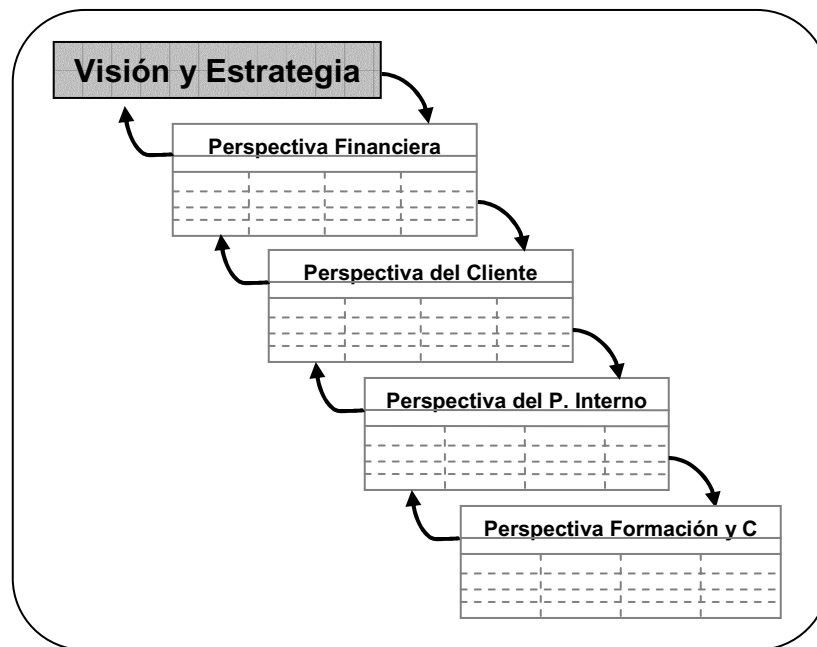 Visión y Estrategia
Perspectiva Financiera
Perspectiva del Cliente
Perspectiva del P. Interno
Perspectiva Formación y C